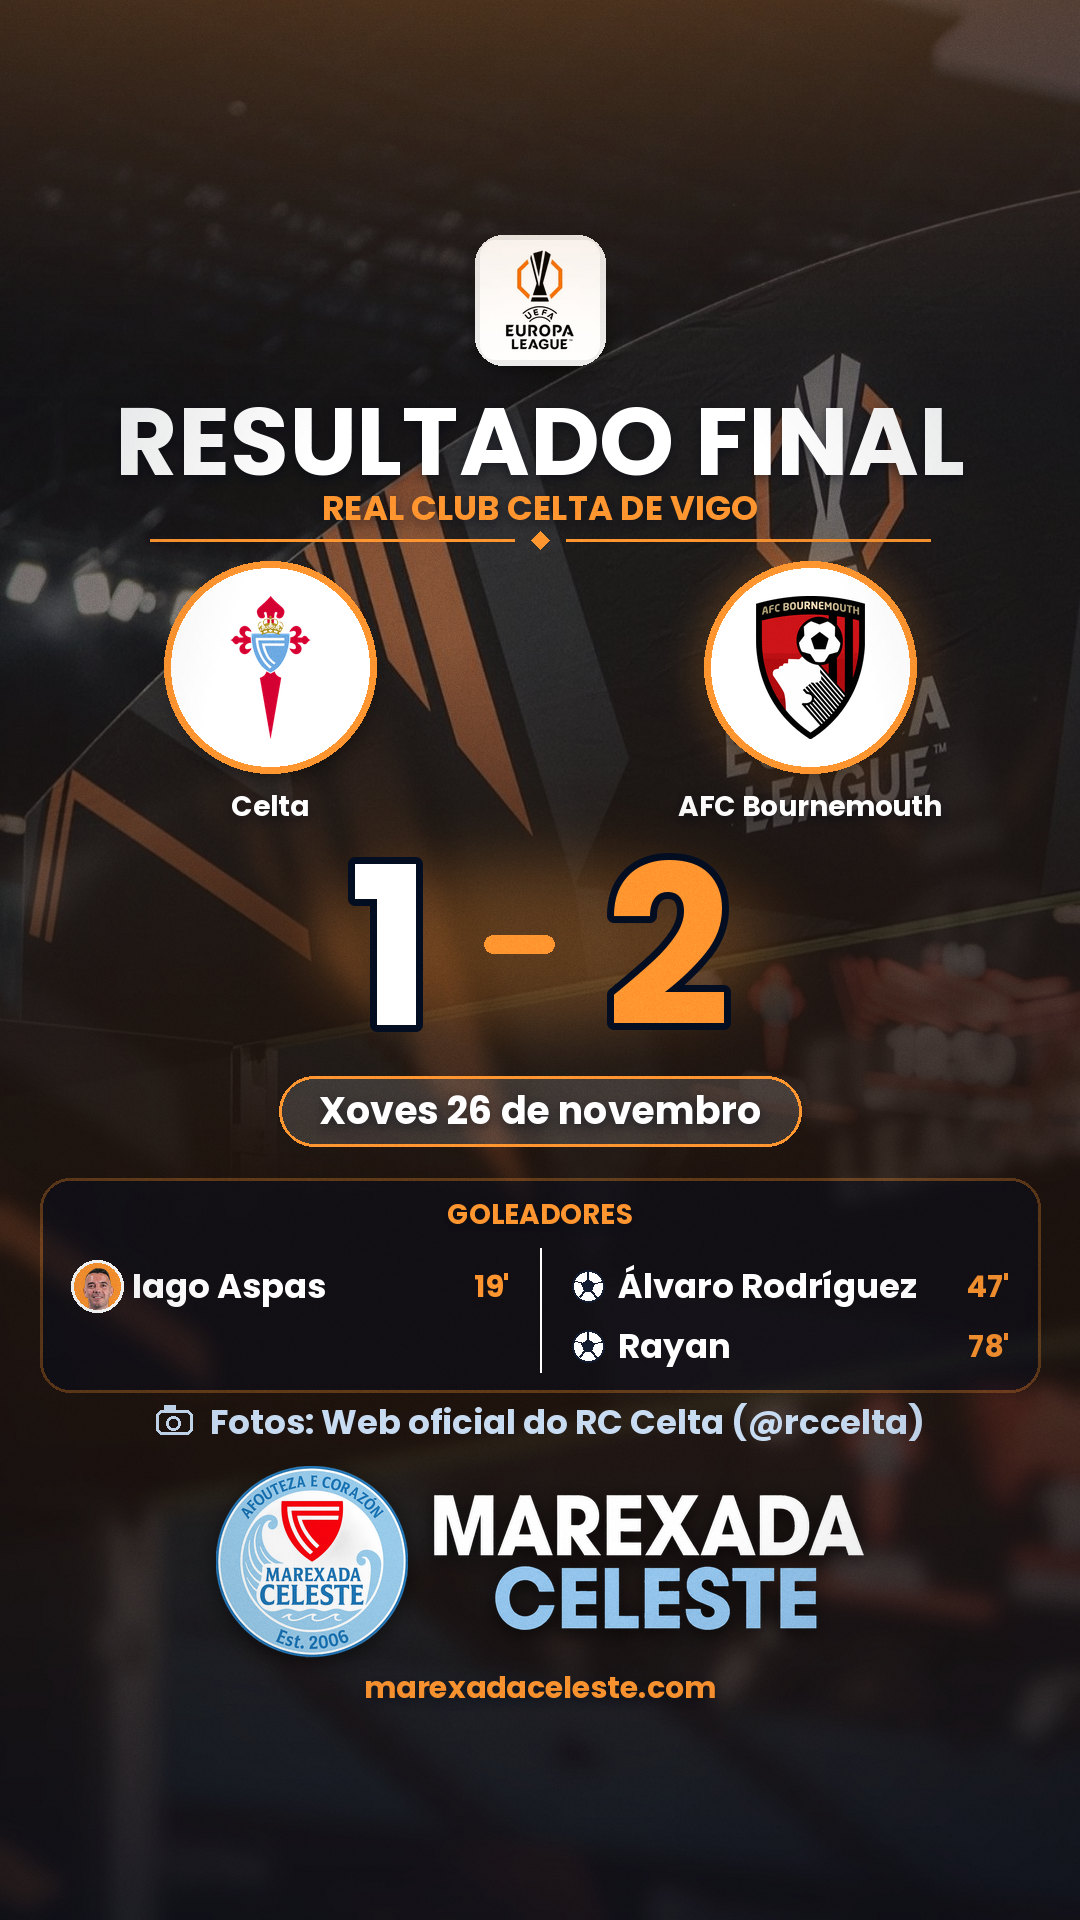 UEFA
EUROPA
LEAGUE™
RESULTADO FINAL
REAL CLUB CELTA DE VIGO
AFC BOURNEMOUTH
LEAGUE™
Celta
AFC Bournemouth
1 - 2
Xoves 26 de novembro
GOLEADORES
Iago Aspas 19'
Álvaro Rodríguez 47'
Rayan 78'
Fotos: Web oficial do RC Celta (@rccelta)
AFOUTEZA E CORAZÓN
MAREXADA
CELESTE
Est. 2006
MAREXADA
CELESTE
marexadaceleste.com